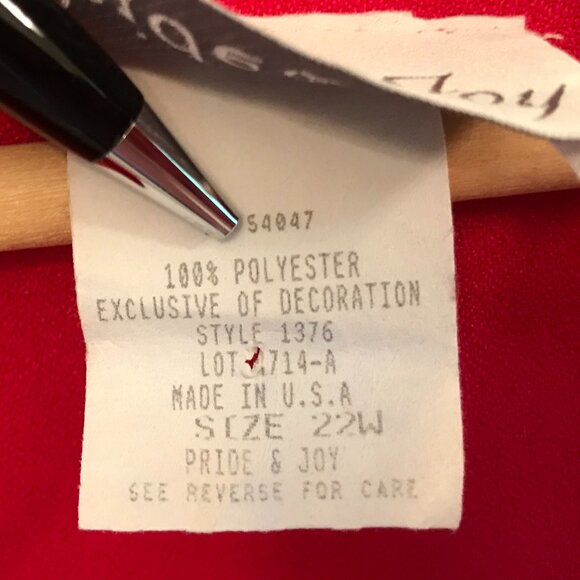 Joy
54047
100% POLYESTER
EXCLUSIVE OF DECORATION
STYLE 1376
LOT 714-A
MADE IN U.S.A
SIZE 22W
PRIDE & JOY
SEE REVERSE FOR CARE